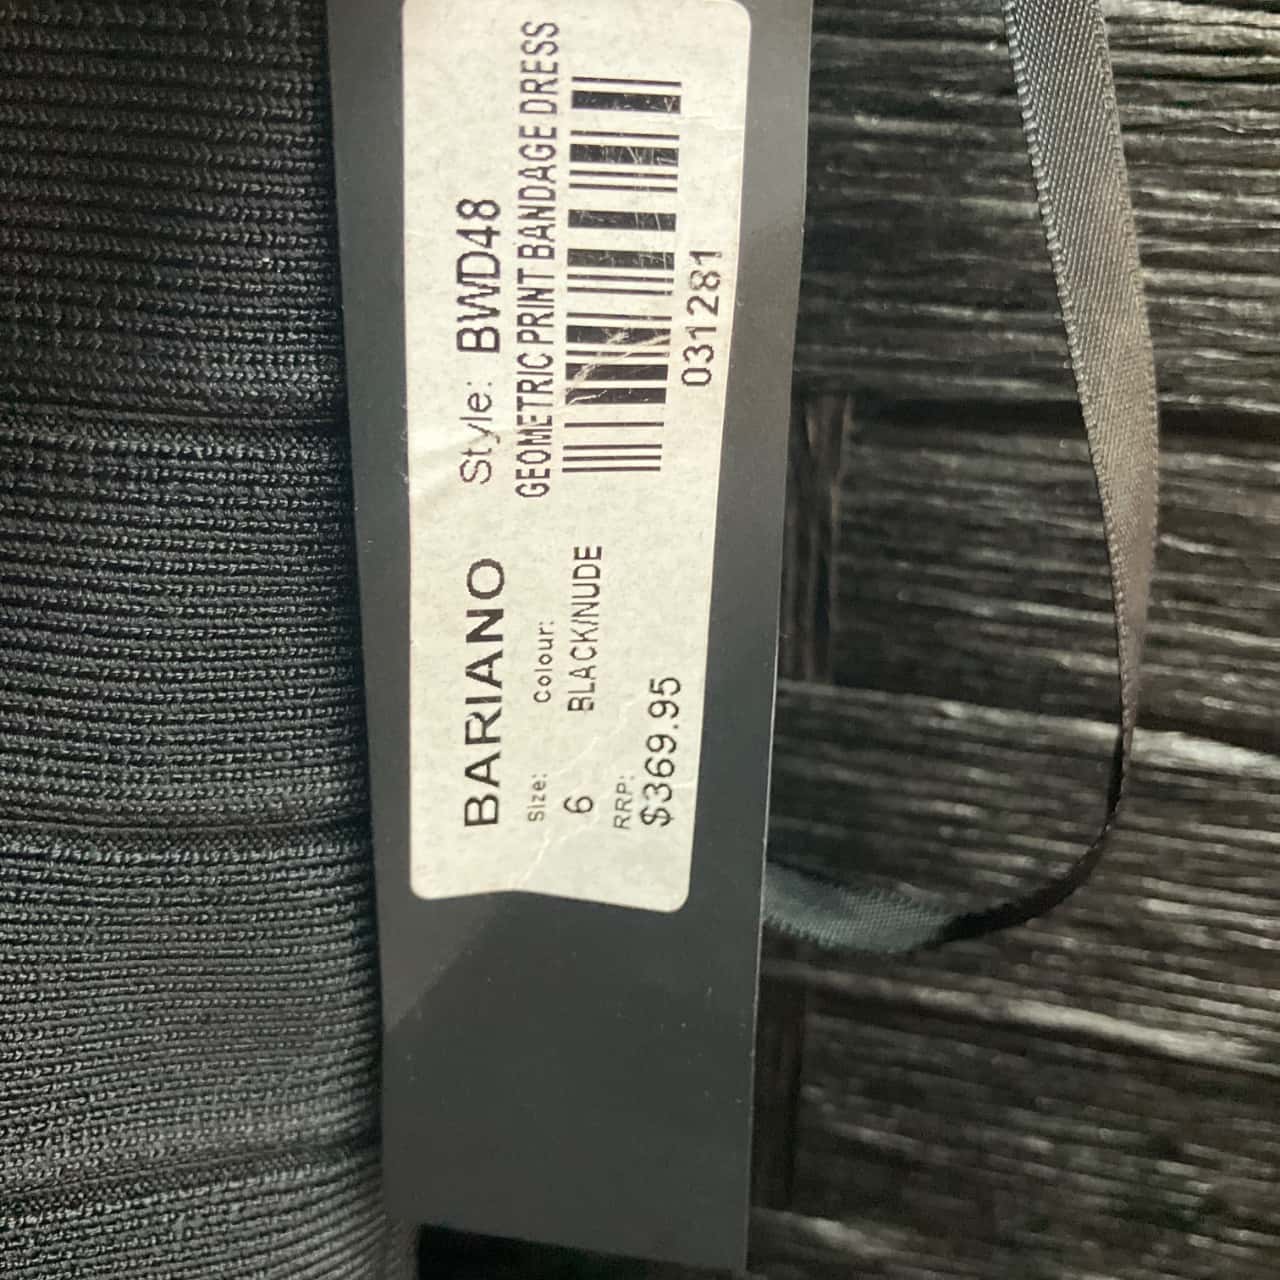 BARIANO Style: BWD48
GEOMETRIC PRINT BANDAGE DRESS
Size: Colour:
6 BLACK/NUDE
RRP:
$369.95
031281